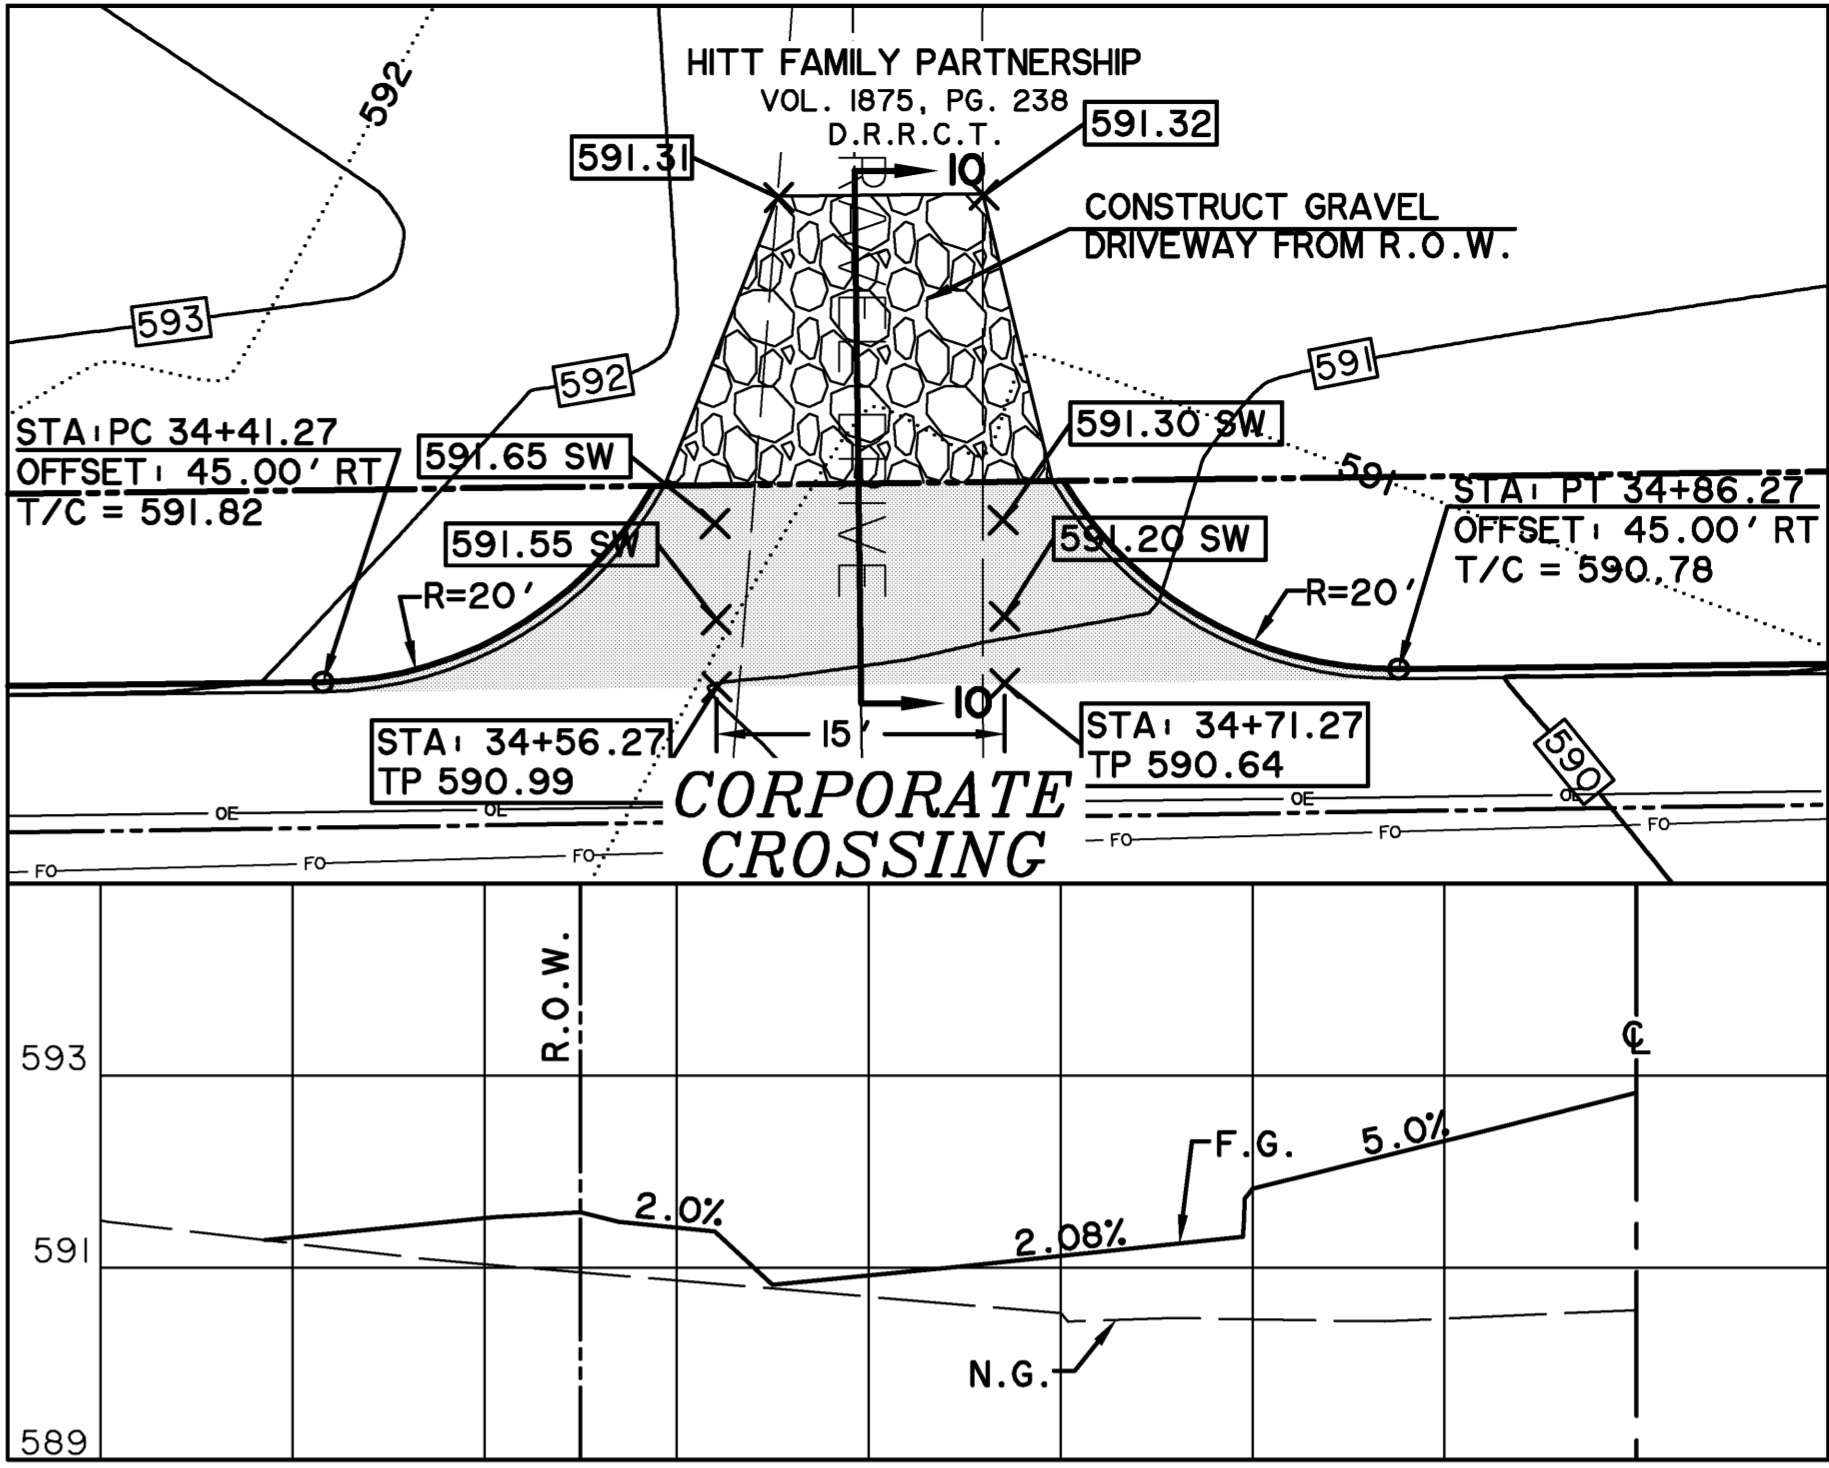 HITT FAMILY PARTNERSHIP
VOL. 1875, PG. 238
D.R.R.C.T.
592
591.31
591.32
10
CONSTRUCT GRAVEL
DRIVEWAY FROM R.O.W.
593
592
591
STA: PC 34+41.27
OFFSET: 45.00' RT
T/C = 591.82
591.65 SW
591.30 SW
591
STA: PT 34+86.27
OFFSET: 45.00' RT
T/C = 590.78
591.55 SW
591.20 SW
R=20'
R=20'
PRIVATE DRIVE
10
STA: 34+56.27
TP 590.99
15'
STA: 34+71.27
TP 590.64
590
CORPORATE
CROSSING
OE
OE
OE
OE
FO
FO
FO
FO
FO
FO
R.O.W.
593
CL
5.0%
F.G.
2.0%
2.08%
591
N.G.
589